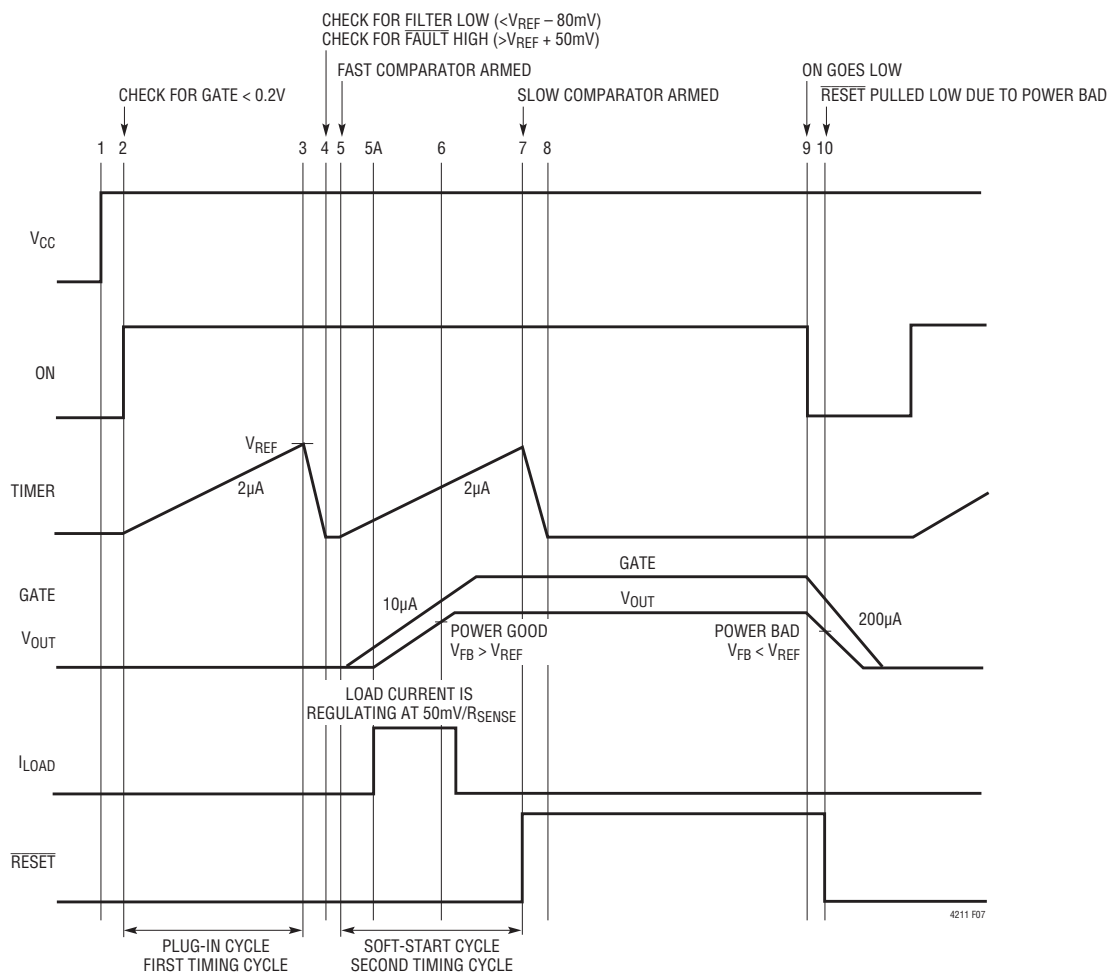 CHECK FOR FILTER LOW (<VREF – 80mV)
CHECK FOR FAULT HIGH (>VREF + 50mV)
FAST COMPARATOR ARMED
ON GOES LOW
CHECK FOR GATE < 0.2V
SLOW COMPARATOR ARMED
RESET PULLED LOW DUE TO POWER BAD
1 2 3 4 5 5A 6 7 8 9 10
VCC
ON
VREF
TIMER
2µA
2µA
GATE
GATE
10µA
VOUT
200µA
VOUT
POWER GOOD
VFB > VREF
POWER BAD
VFB < VREF
LOAD CURRENT IS
REGULATING AT 50mV/RSENSE
ILOAD
RESET
4211 F07
PLUG-IN CYCLE
FIRST TIMING CYCLE
SOFT-START CYCLE
SECOND TIMING CYCLE